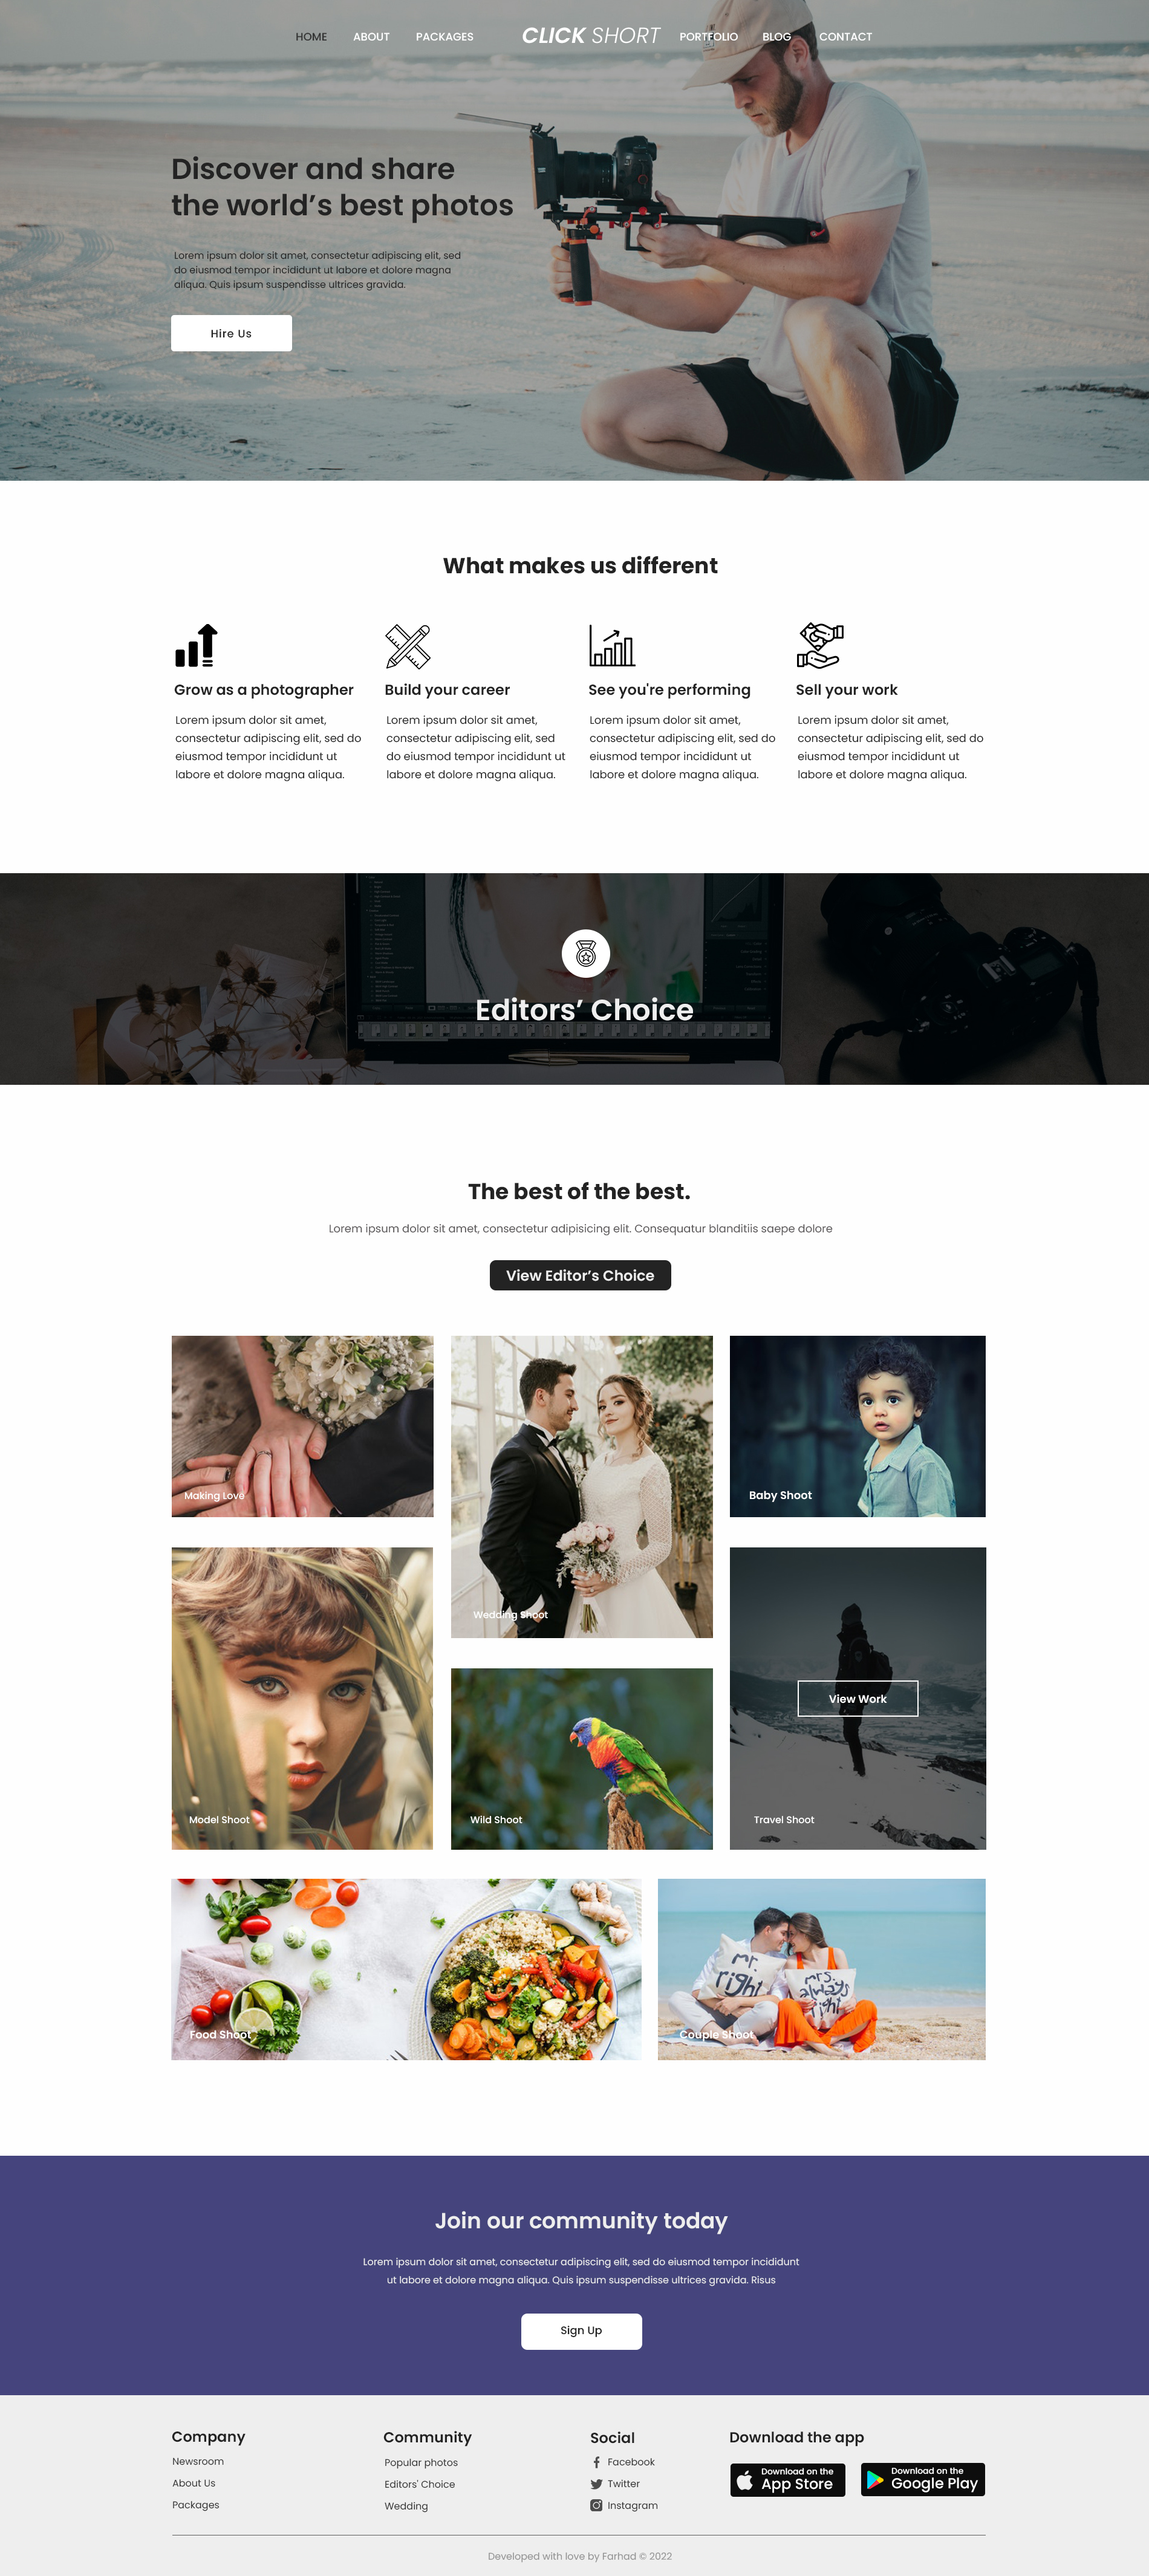 HOME ABOUT PACKAGES CLICK SHORT PORTFOLIO BLOG CONTACT
Discover and share
the world’s best photos
Lorem ipsum dolor sit amet, consectetur adipiscing elit, sed
do eiusmod tempor incididunt ut labore et dolore magna
aliqua. Quis ipsum suspendisse ultrices gravida.
Hire Us
What makes us different
Grow as a photographer
Lorem ipsum dolor sit amet,
consectetur adipiscing elit, sed do
eiusmod tempor incididunt ut
labore et dolore magna aliqua.
Build your career
Lorem ipsum dolor sit amet,
consectetur adipiscing elit, sed
do eiusmod tempor incididunt ut
labore et dolore magna aliqua.
See you're performing
Lorem ipsum dolor sit amet,
consectetur adipiscing elit, sed do
eiusmod tempor incididunt ut
labore et dolore magna aliqua.
Sell your work
Lorem ipsum dolor sit amet,
consectetur adipiscing elit, sed do
eiusmod tempor incididunt ut
labore et dolore magna aliqua.
Editors’ Choice
The best of the best.
Lorem ipsum dolor sit amet, consectetur adipisicing elit. Consequatur blanditiis saepe dolore
View Editor’s Choice
Making Love
Wedding Shoot
Baby Shoot
Model Shoot
Wild Shoot
View Work
Travel Shoot
Food Shoot
mr.
right
mrs.
always
right
Couple Shoot
Join our community today
Lorem ipsum dolor sit amet, consectetur adipiscing elit, sed do eiusmod tempor incididunt
ut labore et dolore magna aliqua. Quis ipsum suspendisse ultrices gravida. Risus
Sign Up
Company
Newsroom
About Us
Packages
Community
Popular photos
Editors' Choice
Wedding
Social
Facebook
Twitter
Instagram
Download the app
Download on the
App Store
Download on the
Google Play
Developed with love by Farhad © 2022